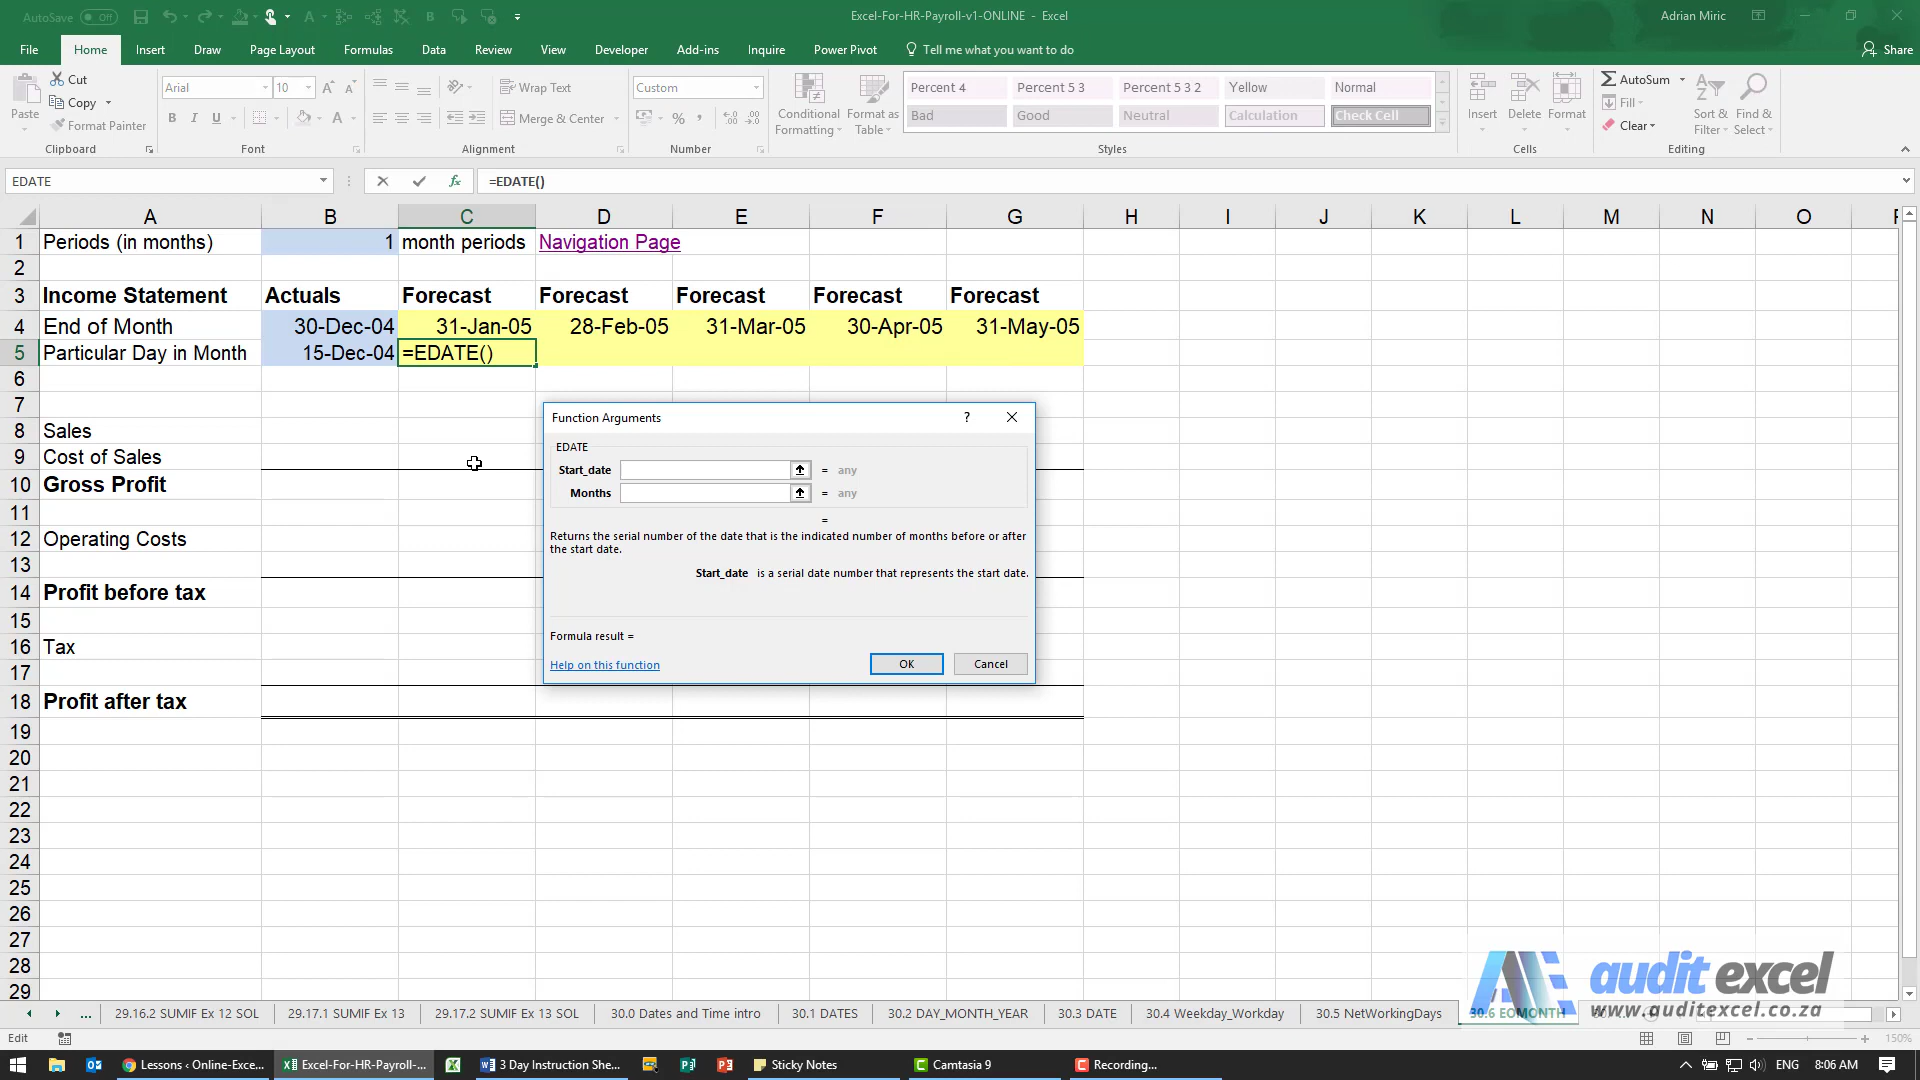 AutoSave Off
Excel-For-HR-Payroll-v1-ONLINE - Excel
Adrian Miric
File Home Insert Draw Page Layout Formulas Data Review View Developer Add-ins Inquire Power Pivot Tell me what you want to do Share
Paste
Cut
Copy
Format Painter
Arial 10
B I U
Wrap Text
Merge & Center
Custom
%
Conditional Formatting
Format as Table
Percent 4 Percent 5 3 Percent 5 3 2 Yellow Normal
Bad Good Neutral Calculation Check Cell
Insert Delete Format
AutoSum
Fill
Clear
Sort & Filter
Find & Select
Clipboard Font Alignment Number Styles Cells Editing
EDATE fx =EDATE()
A B C D E F G H I J K L M N O
1 Periods (in months) 1 month periods Navigation Page
2
3 Income Statement Actuals Forecast Forecast Forecast Forecast Forecast
4 End of Month 30-Dec-04 31-Jan-05 28-Feb-05 31-Mar-05 30-Apr-05 31-May-05
5 Particular Day in Month 15-Dec-04 =EDATE()
6
7
8 Sales
9 Cost of Sales
10 Gross Profit
11
12 Operating Costs
13
14 Profit before tax
15
16 Tax
17
18 Profit after tax
19
20
21
22
23
24
25
26
27
28
29
Function Arguments ?
EDATE
Start_date = any
Months = any
=
Returns the serial number of the date that is the indicated number of months before or after
the start date.
Start_date is a serial date number that represents the start date.
Formula result =
Help on this function
OK Cancel
audit excel
www.auditexcel.co.za
... 29.16.2 SUMIF Ex 12 SOL 29.17.1 SUMIF Ex 13 29.17.2 SUMIF Ex 13 SOL 30.0 Dates and Time intro 30.1 DATES 30.2 DAY_MONTH_YEAR 30.3 DATE 30.4 Weekday_Workday 30.5 NetWorkingDays 30.6 EOMONTH
Edit 150%
Lessons ‹ Online-Exce... Excel-For-HR-Payroll-... 3 Day Instruction She... Sticky Notes Camtasia 9 Recording... ENG 8:06 AM